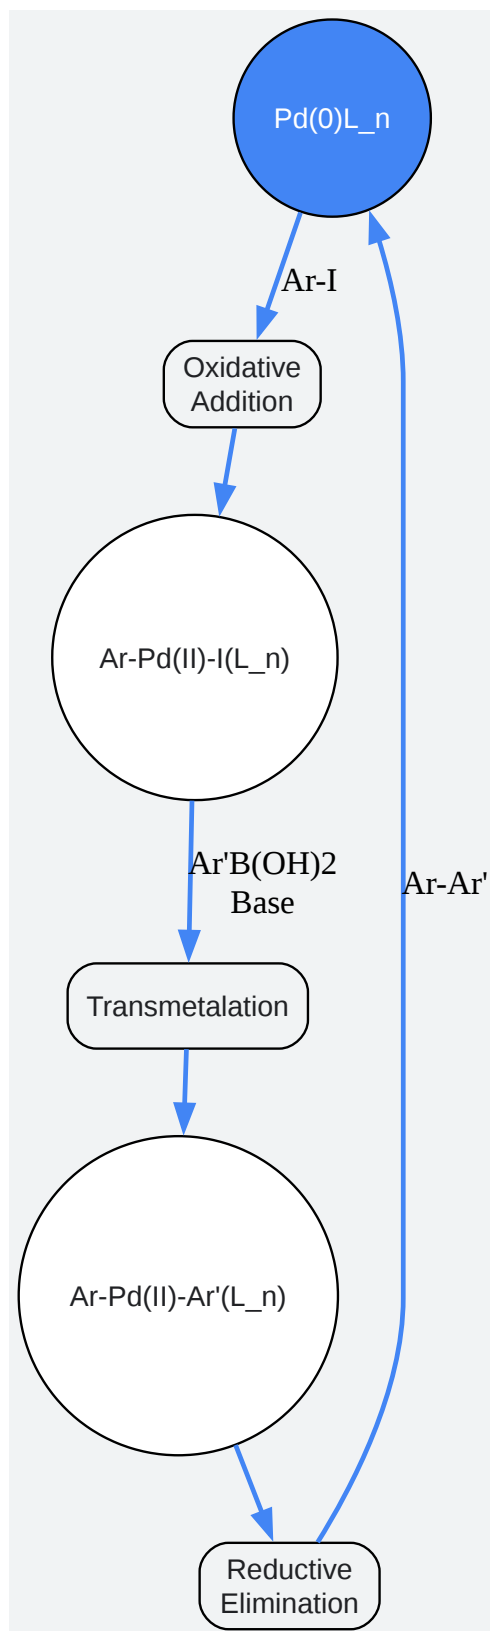 Pd(0)L_n
Ar-I
Oxidative
Addition
Ar-Pd(II)-I(L_n)
Ar'B(OH)2
Base
Ar-Ar'
Transmetalation
Ar-Pd(II)-Ar'(L_n)
Reductive
Elimination